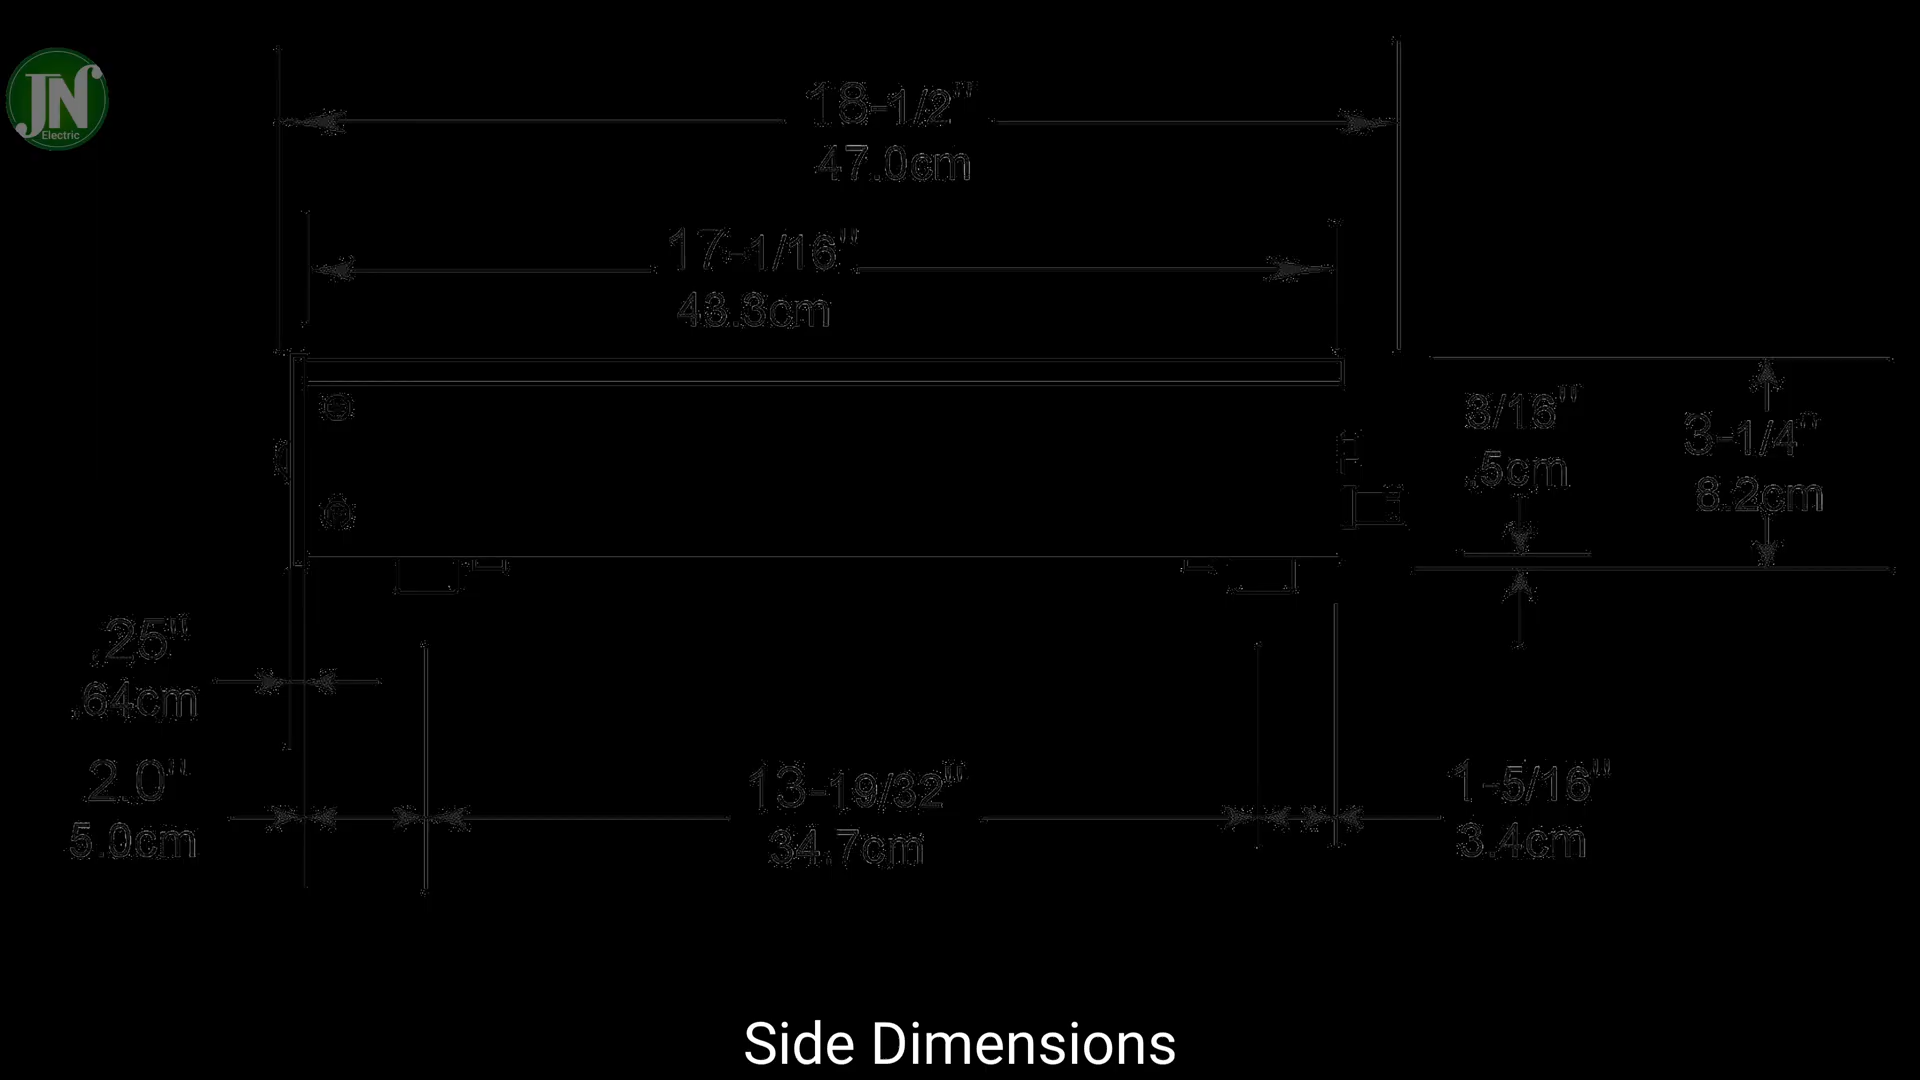 JN
Electric
18-1/2"
47.0cm
17-1/16"
43.3cm
3/16"
.5cm
3-1/4"
8.2cm
.25"
.64cm
2.0"
5.0cm
13-19/32"
34.7cm
1-5/16"
3.4cm
Side Dimensions